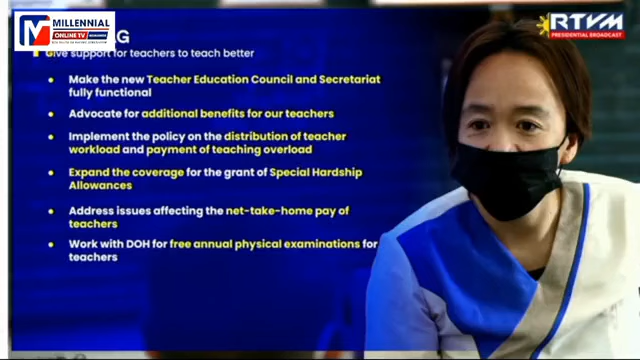 MILLENNIAL
ONLINE TV
RTVM
PRESIDENTIAL BROADCAST
G
Give support for teachers to teach better
• Make the new Teacher Education Council and Secretariat
fully functional
• Advocate for additional benefits for our teachers
• Implement the policy on the distribution of teacher
workload and payment of teaching overload
• Expand the coverage for the grant of Special Hardship
Allowances
• Address issues affecting the net-take-home pay of
teachers
• Work with DOH for free annual physical examinations for
teachers